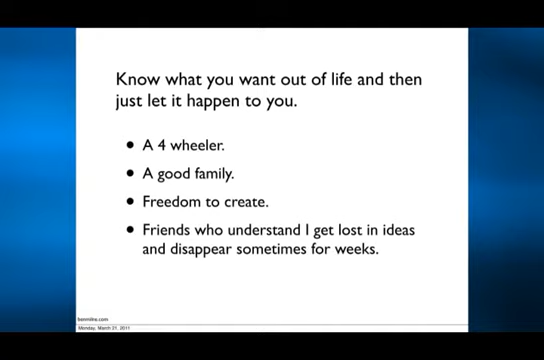 Know what you want out of life and then
just let it happen to you.
• A 4 wheeler.
• A good family.
• Freedom to create.
• Friends who understand I get lost in ideas
and disappear sometimes for weeks.
benmilne.com
Monday, March 21, 2011